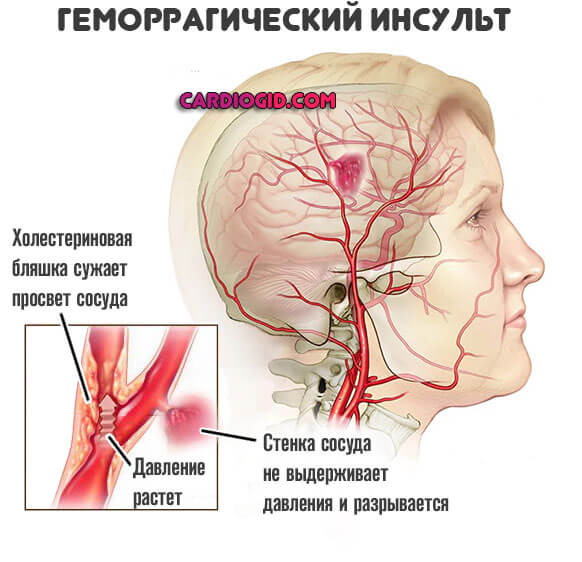 ГЕМОРРАГИЧЕСКИЙ ИНСУЛЬТ
CARDIOGID.COM
Холестериновая
бляшка сужает
просвет сосуда
Давление
растет
Стенка сосуда
не выдерживает
давления и разрывается